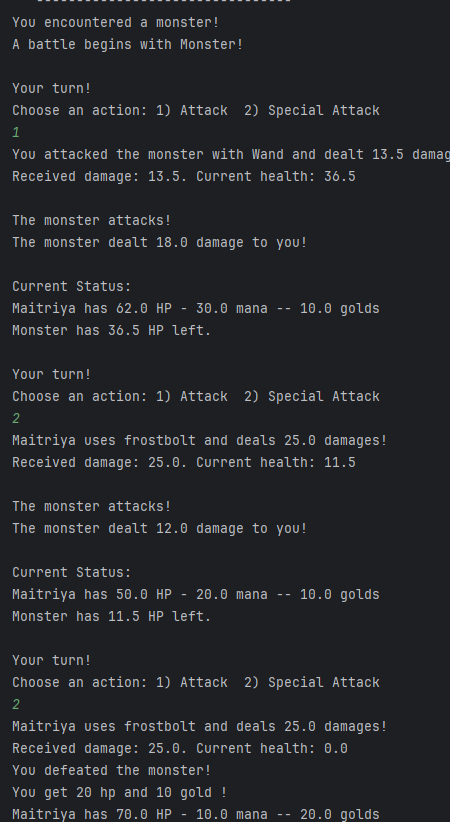 You encountered a monster!
A battle begins with Monster!
Your turn!
Choose an action: 1) Attack  2) Special Attack
1
You attacked the monster with Wand and dealt 13.5 damag
Received damage: 13.5. Current health: 36.5
The monster attacks!
The monster dealt 18.0 damage to you!
Current Status:
Maitriya has 62.0 HP - 30.0 mana -- 10.0 golds
Monster has 36.5 HP left.
Your turn!
Choose an action: 1) Attack  2) Special Attack
2
Maitriya uses frostbolt and deals 25.0 damages!
Received damage: 25.0. Current health: 11.5
The monster attacks!
The monster dealt 12.0 damage to you!
Current Status:
Maitriya has 50.0 HP - 20.0 mana -- 10.0 golds
Monster has 11.5 HP left.
Your turn!
Choose an action: 1) Attack  2) Special Attack
2
Maitriya uses frostbolt and deals 25.0 damages!
Received damage: 25.0. Current health: 0.0
You defeated the monster!
You get 20 hp and 10 gold !
Maitriya has 70.0 HP - 10.0 mana -- 20.0 golds